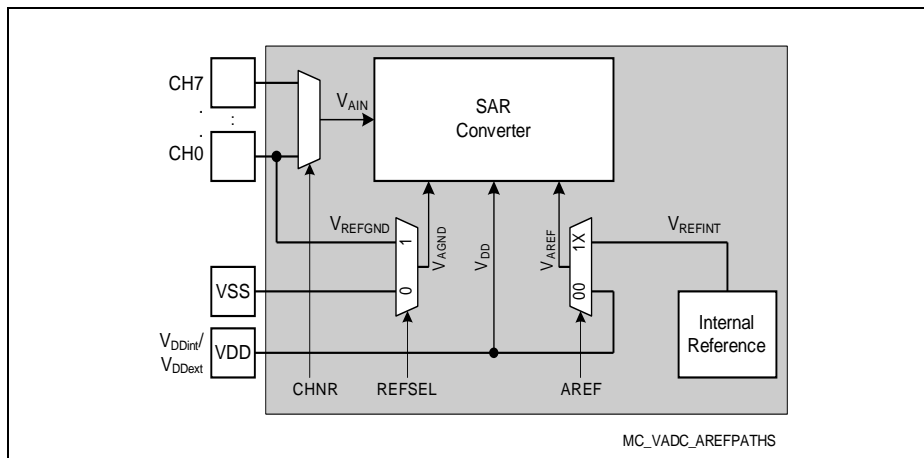 CH7
.
:
.
CH0
V_AIN
SAR
Converter
V_REFGND
1
0
V_AGND
V_DD
V_AREF
1X
00
V_REFINT
VSS
V_DDint/
V_DDext
VDD
Internal
Reference
CHNR
REFSEL
AREF
MC_VADC_AREFPATHS